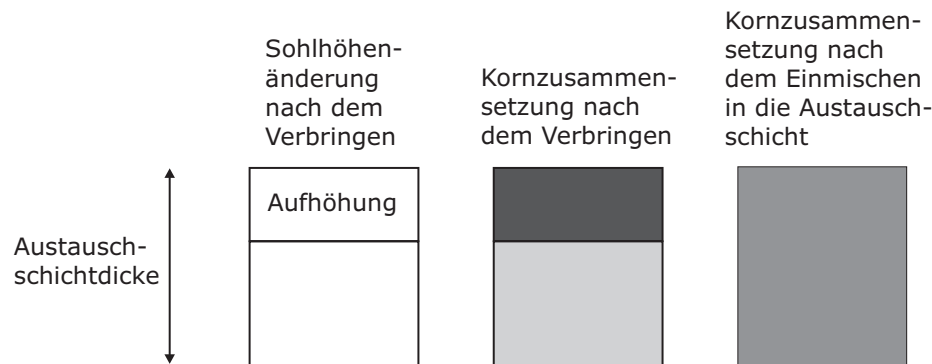 Sohlhöhen-
änderung
nach dem
Verbringen
Kornzusammen-
setzung nach
dem Verbringen
Kornzusammen-
setzung nach
dem Einmischen
in die Austausch-
schicht
Aufhöhung
Austausch-
schichtdicke